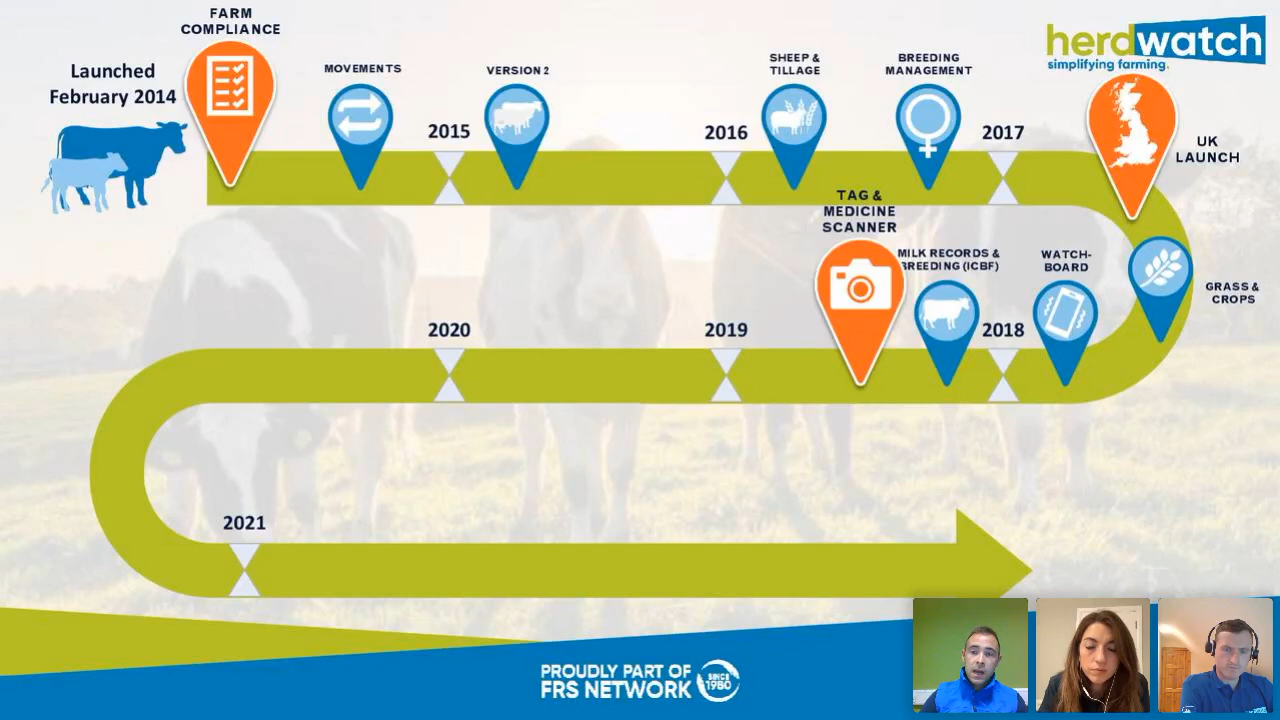 FARM
COMPLIANCE
herdwatch
simplifying farming.
Launched
February 2014
MOVEMENTS
2015
VERSION 2
2016
SHEEP &
TILLAGE
BREEDING
MANAGEMENT
2017
UK
LAUNCH
TAG &
MEDICINE
SCANNER
MILK RECORDS &
BREEDING (ICBF)
WATCH-
BOARD
GRASS &
CROPS
2020
2019
2018
2021
PROUDLY PART OF
FRS NETWORK
SINCE
1980